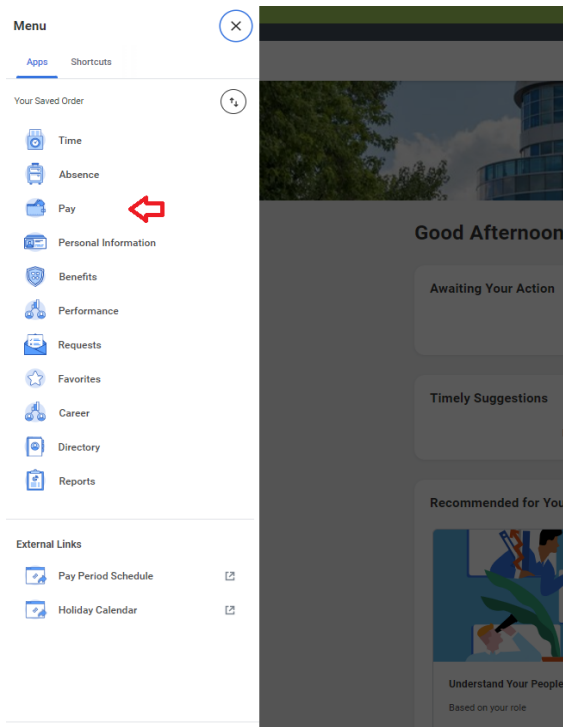 Menu
Apps
Shortcuts
Your Saved Order
Time
Absence
Pay
Personal Information
Benefits
Performance
Requests
Favorites
Career
Directory
Reports
External Links
Pay Period Schedule
Holiday Calendar
Good Afternoon
Awaiting Your Action
Timely Suggestions
Recommended for You
Understand Your People
Based on your role